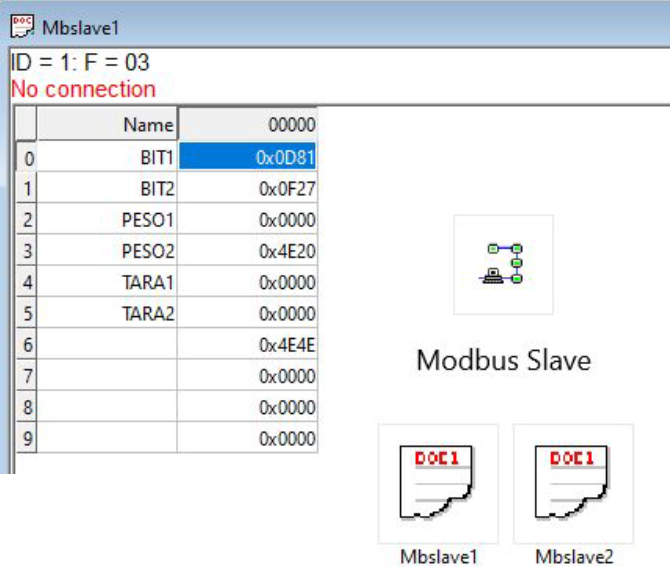 Mbslave1
ID = 1: F = 03
No connection
Name 00000
0 BIT1 0x0D81
1 BIT2 0x0F27
2 PESO1 0x0000
3 PESO2 0x4E20
4 TARA1 0x0000
5 TARA2 0x0000
6 0x4E4E
7 0x0000
8 0x0000
9 0x0000
Modbus Slave
DOC1 DOC1
Mbslave1 Mbslave2